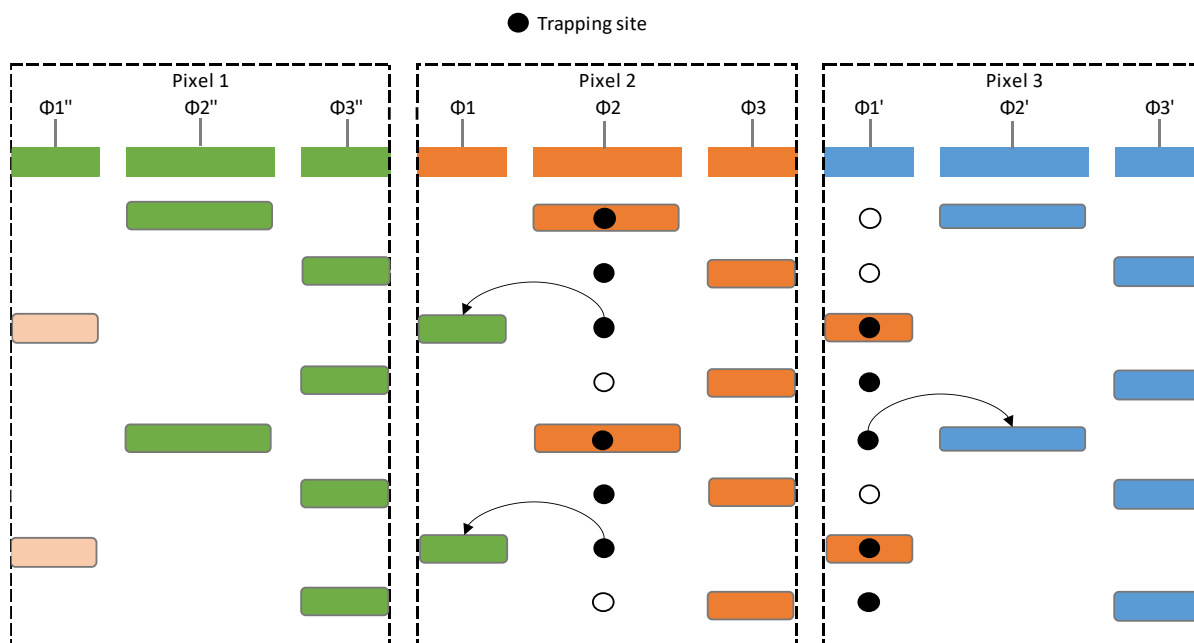 Trapping site
Pixel 1
Pixel 2
Pixel 3
Φ1"
Φ2"
Φ3"
Φ1
Φ2
Φ3
Φ1'
Φ2'
Φ3'